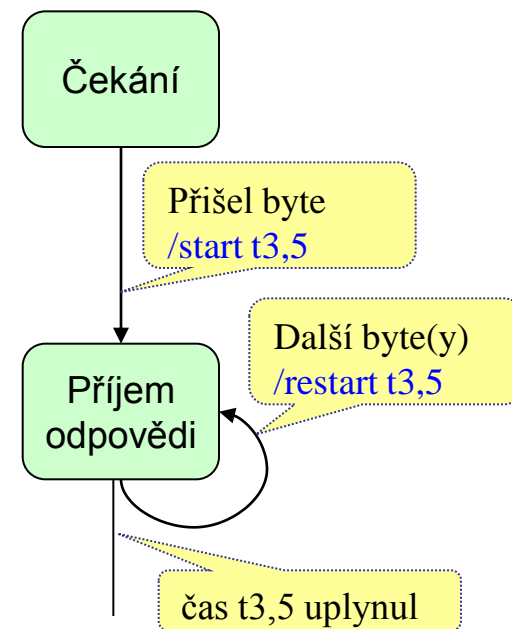 Čekání
Přišel byte
/start t3,5
Další byte(y)
/restart t3,5
Příjem
odpovědi
čas t3,5 uplynul